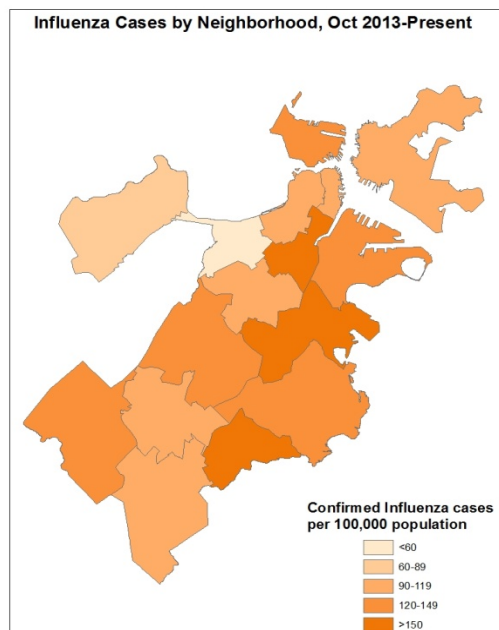 Influenza Cases by Neighborhood, Oct 2013-Present
Confirmed Influenza cases
per 100,000 population
<60
60-89
90-119
120-149
>150